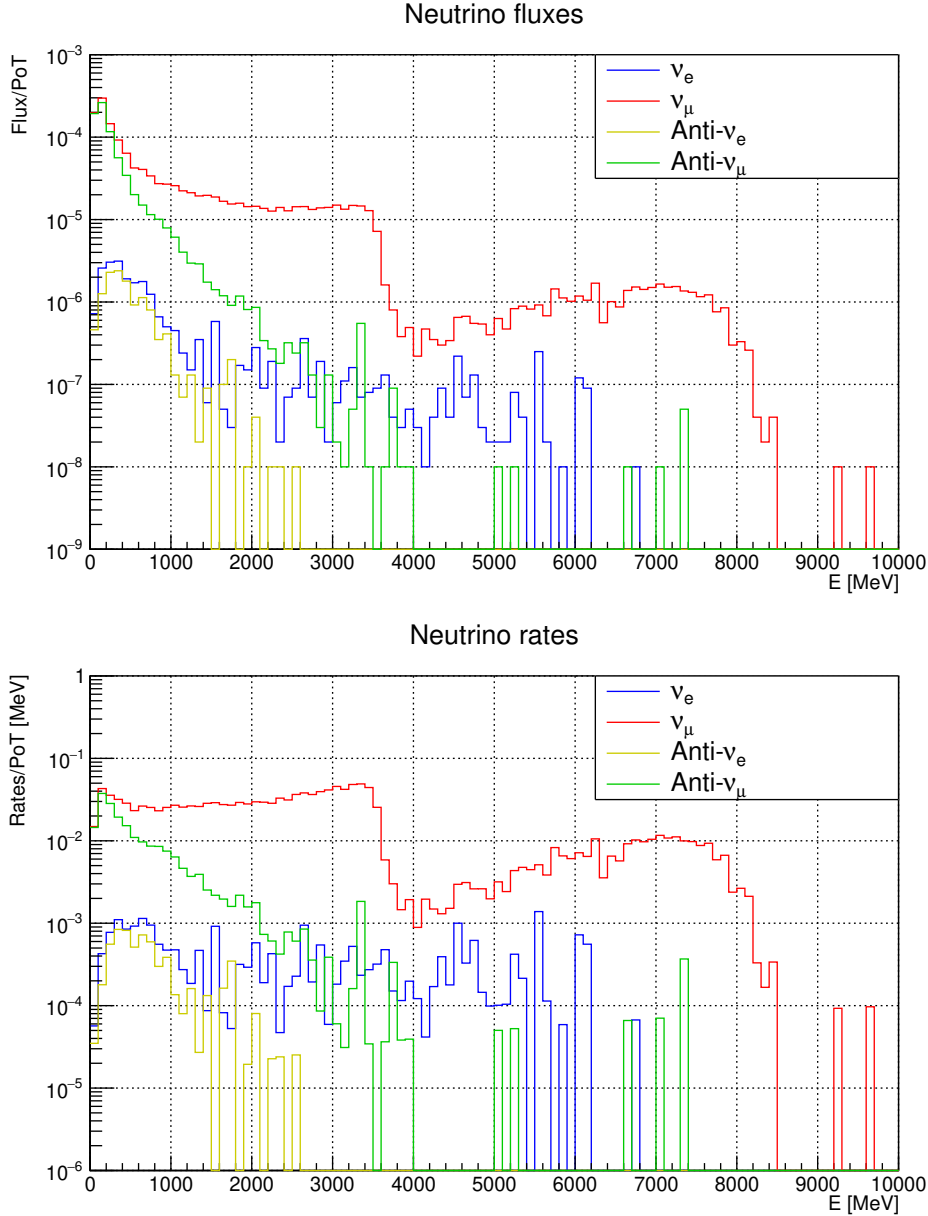 Neutrino fluxes
Flux/PoT
10⁻³
10⁻⁴
10⁻⁵
10⁻⁶
10⁻⁷
10⁻⁸
10⁻⁹
ν_e
ν_μ
Anti-ν_e
Anti-ν_μ
0 1000 2000 3000 4000 5000 6000 7000 8000 9000 10000
E [MeV]
Neutrino rates
Rates/PoT [MeV]
1
10⁻¹
10⁻²
10⁻³
10⁻⁴
10⁻⁵
10⁻⁶
ν_e
ν_μ
Anti-ν_e
Anti-ν_μ
0 1000 2000 3000 4000 5000 6000 7000 8000 9000 10000
E [MeV]